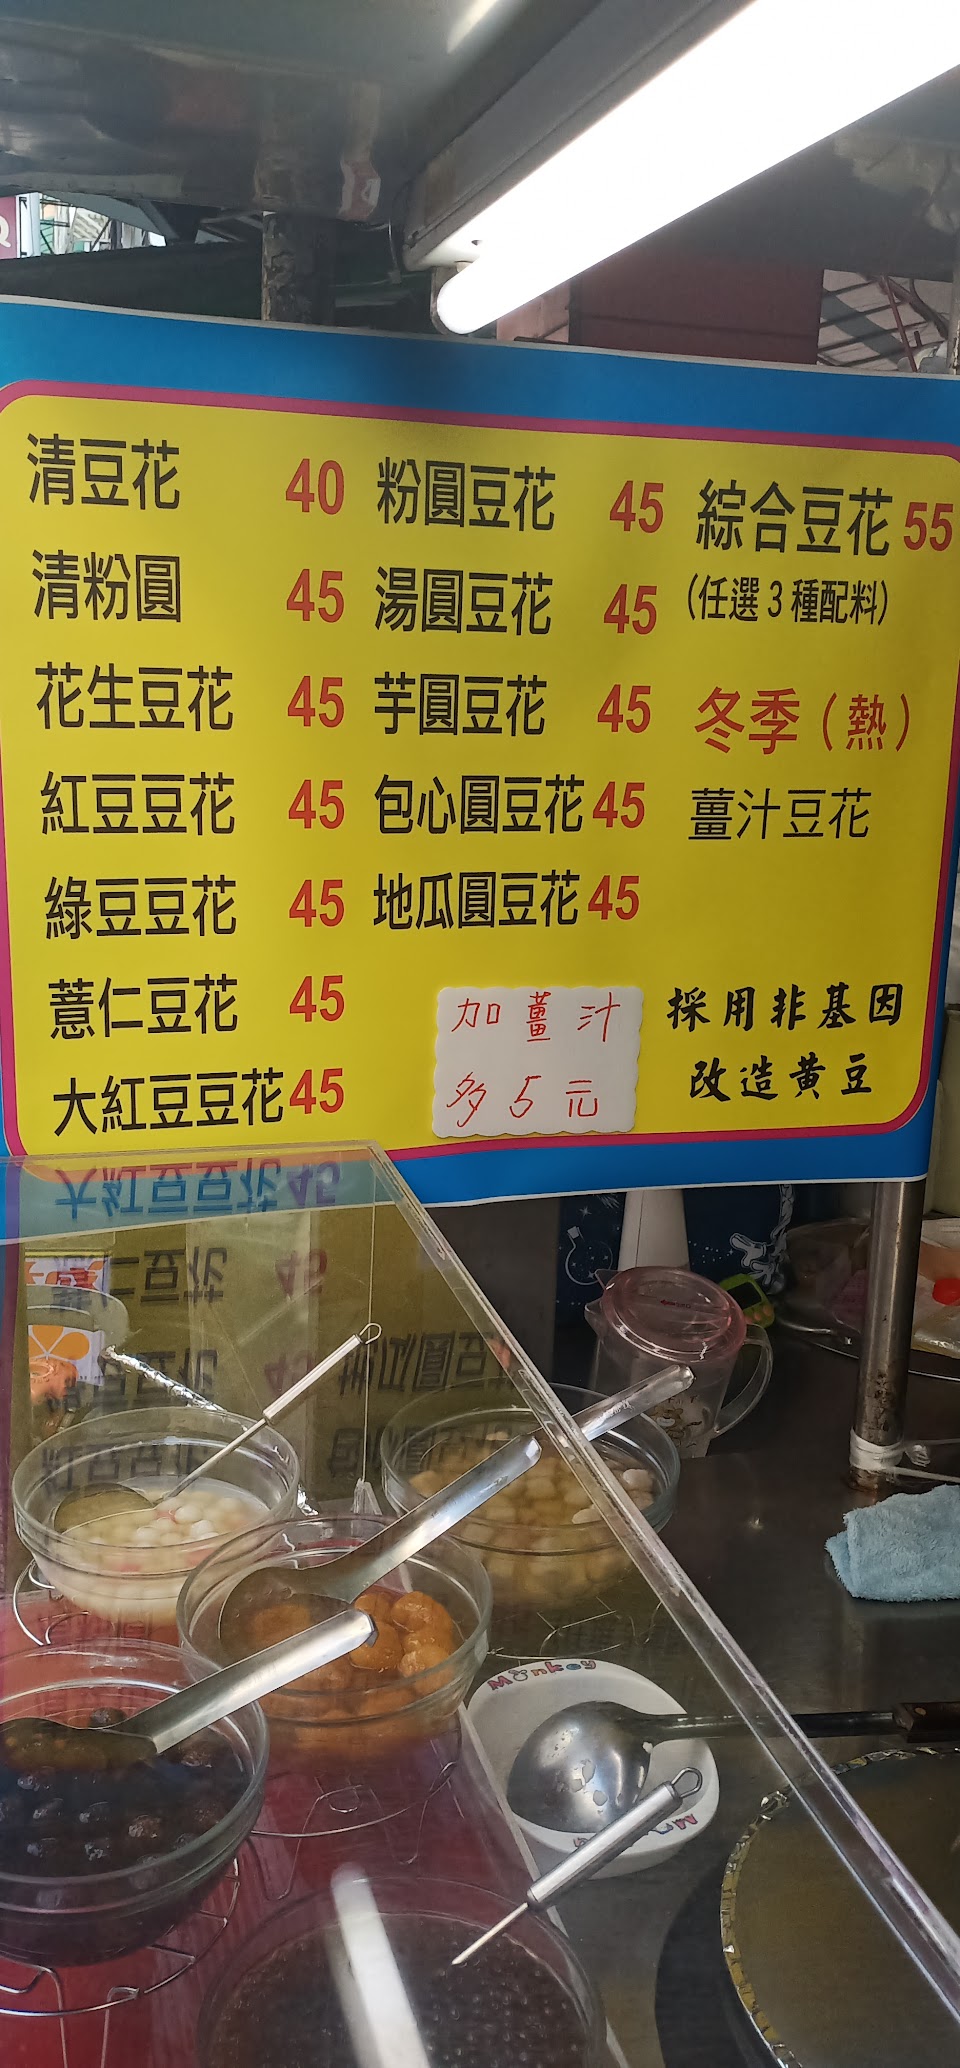 清豆花 40
清粉圓 45
花生豆花 45
紅豆豆花 45
綠豆豆花 45
薏仁豆花 45
大紅豆豆花 45
粉圓豆花 45
湯圓豆花 45
芋圓豆花 45
包心圓豆花 45
地瓜圓豆花 45
加薑汁
多5元
綜合豆花 55
(任選3種配料)
冬季(熱)
薑汁豆花
採用非基因
改造黃豆
Monkey